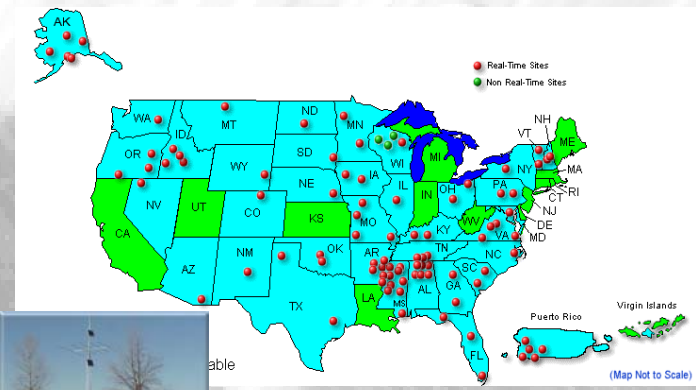 AK
Real-Time Sites
Non Real-Time Sites
WA
MT
ND
MN
NH
VT
ME
ID
OR
SD
WI
MI
NY
MA
WY
IA
RI
CT
NE
IL
IN
OH
PA
NJ
NV
UT
CO
DE
MD
KS
MO
WV
VA
CA
KY
OK
TN
NC
AZ
NM
AR
SC
MS
AL
GA
TX
LA
FL
Puerto Rico
Virgin Islands
able
(Map Not to Scale)